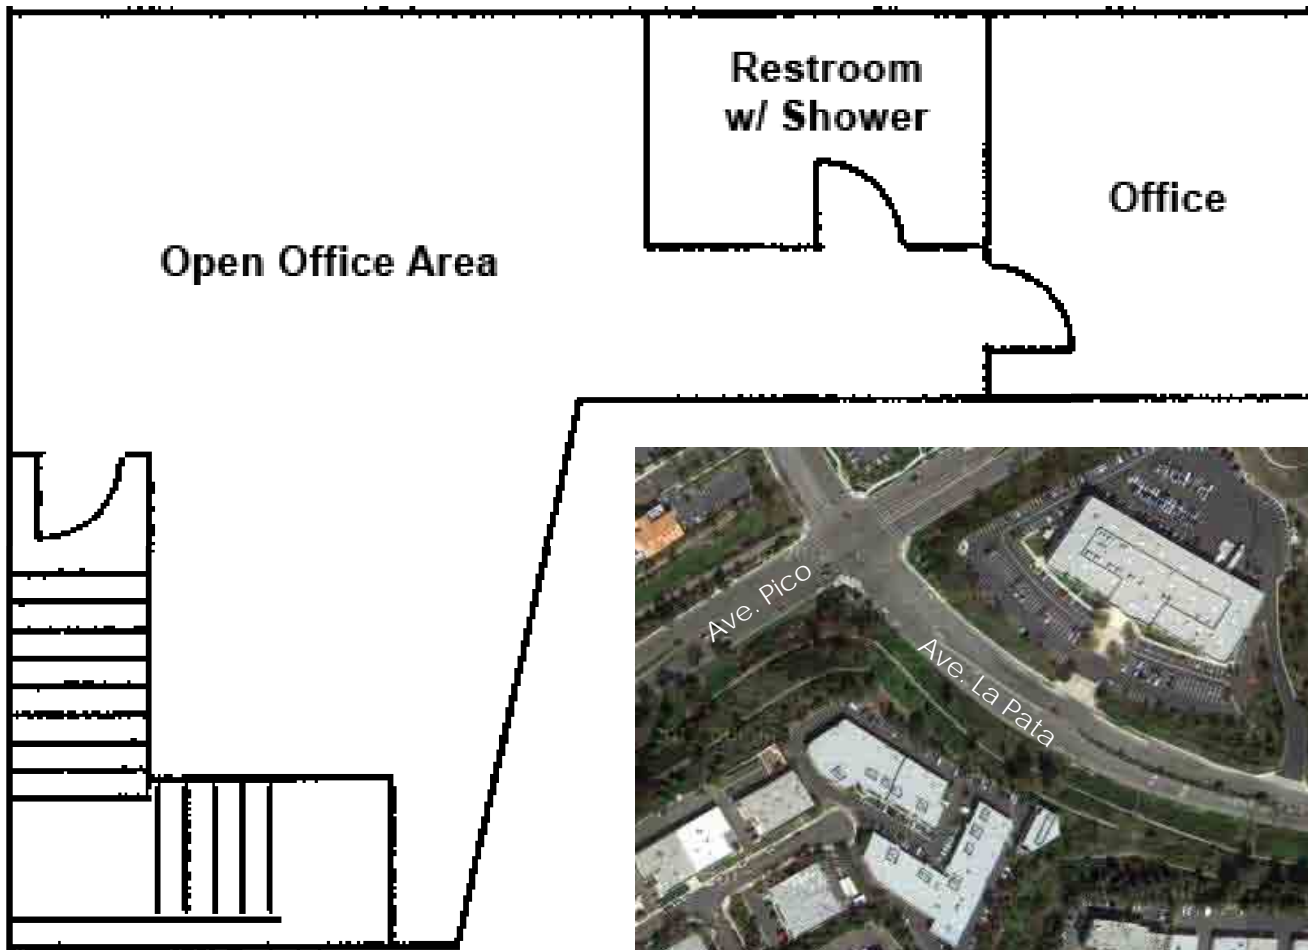 Restroom
w/ Shower
Office
Open Office Area
Ave. Pico
Ave. La Pata